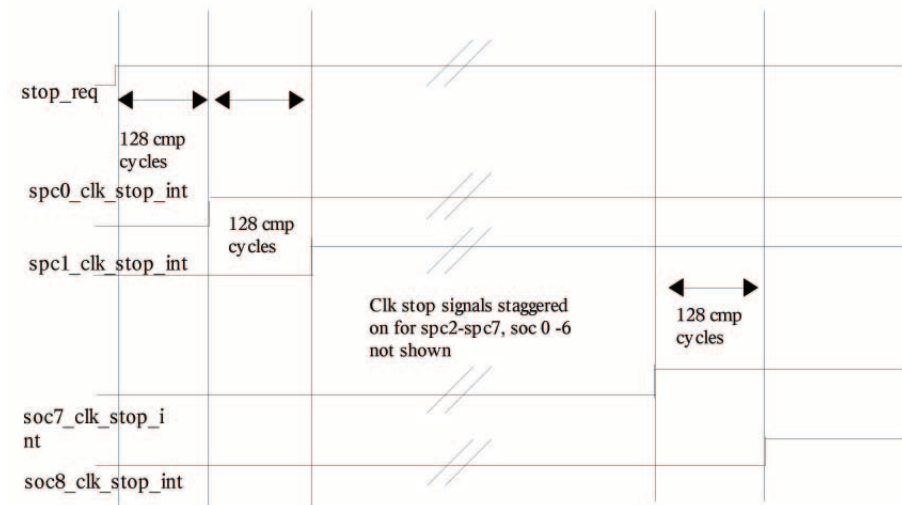 stop_req
128 cmp
cycles
spc0_clk_stop_int
128 cmp
cycles
spc1_clk_stop_int
Clk stop signals staggered
on for spc2-spc7, soc 0 -6
not shown
128 cmp
cycles
soc7_clk_stop_i
nt
soc8_clk_stop_int